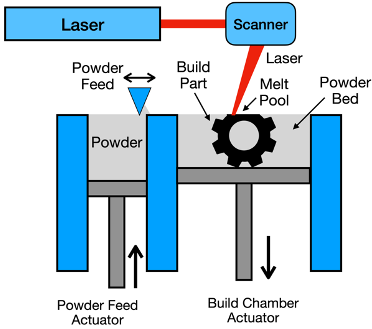 Laser
Scanner
Laser
Powder
Feed
Build
Part
Melt
Pool
Powder
Bed
Powder
Powder Feed
Actuator
Build Chamber
Actuator